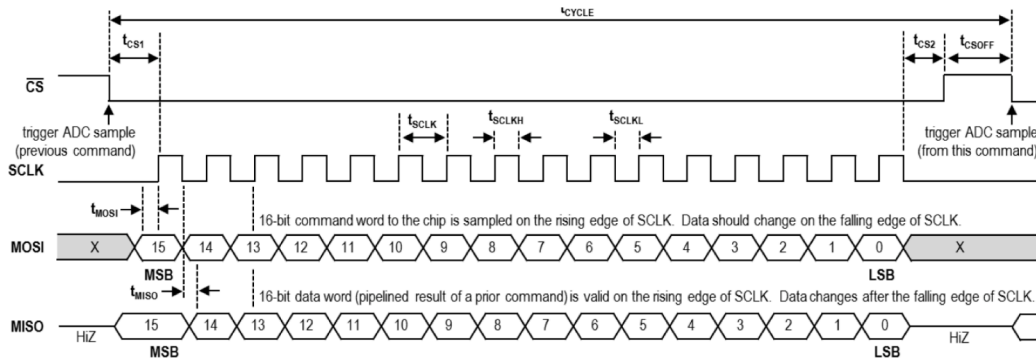 tCYCLE
tCS1
tCS2
tCSOFF
CS
trigger ADC sample
(previous command)
tSCLK
tSCLKH
tSCLKL
trigger ADC sample
(from this command)
SCLK
tMOSI
16-bit command word to the chip is sampled on the rising edge of SCLK. Data should change on the falling edge of SCLK.
MOSI
X 15 14 13 12 11 10 9 8 7 6 5 4 3 2 1 0 X
MSB LSB
tMISO
16-bit data word (pipelined result of a prior command) is valid on the rising edge of SCLK. Data changes after the falling edge of SCLK.
MISO
HiZ 15 14 13 12 11 10 9 8 7 6 5 4 3 2 1 0 HiZ
MSB LSB